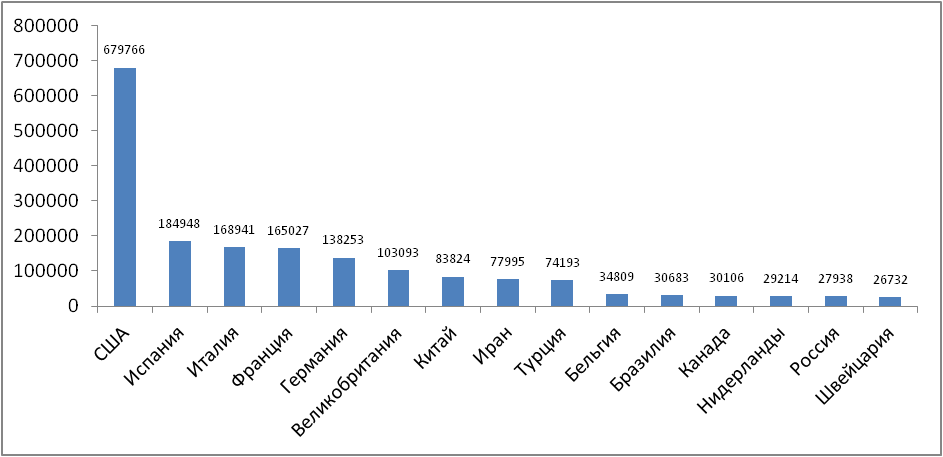 800000
700000
600000
500000
400000
300000
200000
100000
0
679766
184948
168941
165027
138253
103093
83824
77995
74193
34809
30683
30106
29214
27938
26732
США
Испания
Италия
Франция
Германия
Великобритания
Китай
Иран
Турция
Бельгия
Бразилия
Канада
Нидерланды
Россия
Швейцария